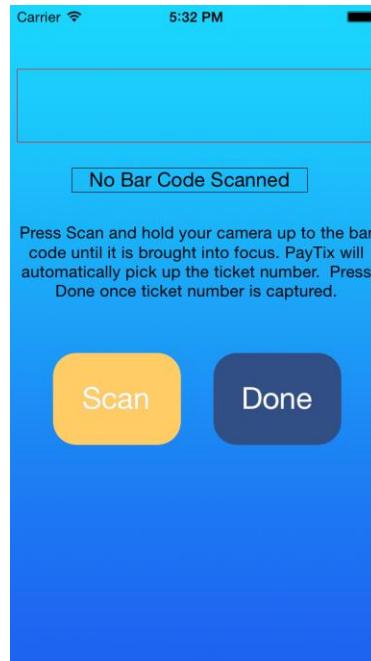 Carrier 5:32 PM
No Bar Code Scanned
Press Scan and hold your camera up to the bar
code until it is brought into focus. PayTix will
automatically pick up the ticket number.  Press
Done once ticket number is captured.
Scan Done